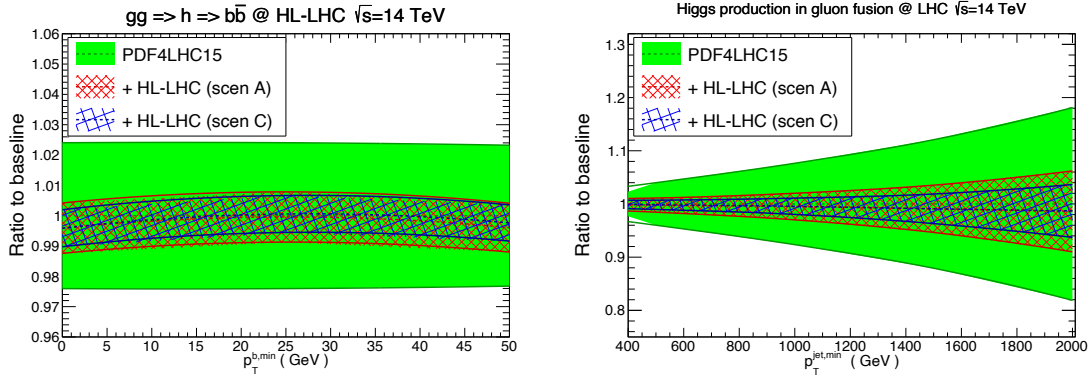 gg => h => bb̅ @ HL-LHC √s=14 TeV
1.06
1.05
1.04
1.03
1.02
1.01
1
0.99
0.98
0.97
0.96
Ratio to baseline
PDF4LHC15
+ HL-LHC (scen A)
+ HL-LHC (scen C)
0 5 10 15 20 25 30 35 40 45 50
p_T^{b,min} ( GeV )
Higgs production in gluon fusion @ LHC √s=14 TeV
1.3
1.2
1.1
1.0
0.9
0.8
Ratio to baseline
PDF4LHC15
+ HL-LHC (scen A)
+ HL-LHC (scen C)
400 600 800 1000 1200 1400 1600 1800 2000
p_T^{jet,min} ( GeV )